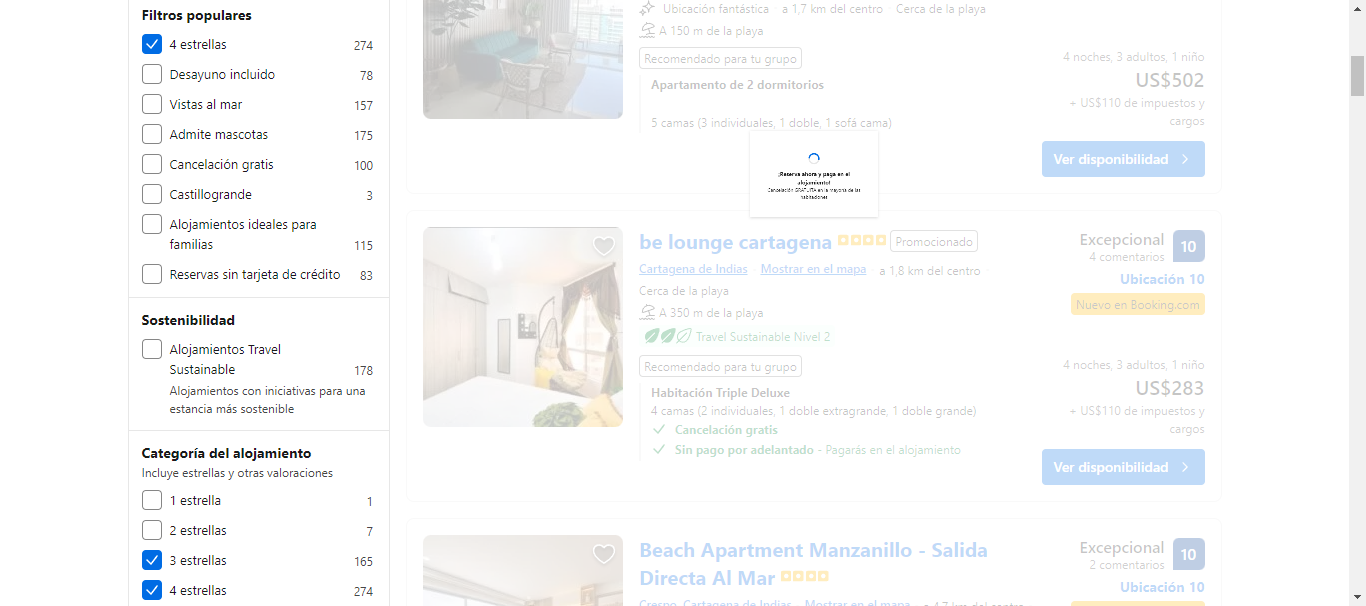 Filtros populares
4 estrellas 274
Desayuno incluido 78
Vistas al mar 157
Admite mascotas 175
Cancelación gratis 100
Castillogrande 3
Alojamientos ideales para
familias 115
Reservas sin tarjeta de crédito 83
Sostenibilidad
Alojamientos Travel
Sustainable 178
Alojamientos con iniciativas para una
estancia más sostenible
Categoría del alojamiento
Incluye estrellas y otras valoraciones
1 estrella 1
2 estrellas 7
3 estrellas 165
4 estrellas 274
Ubicación fantástica a 1,7 km del centro Cerca de la playa
A 150 m de la playa
Recomendado para tu grupo
Apartamento de 2 dormitorios
5 camas (3 individuales, 1 doble, 1 sofá cama)
4 noches, 3 adultos, 1 niño
US$502
+ US$110 de impuestos y
cargos
Ver disponibilidad
¡Reserva ahora y paga en el
alojamiento!
Cancelación GRATUITA en la mayoría de las
habitaciones
be lounge cartagena Promocionado
Cartagena de Indias Mostrar en el mapa a 1,8 km del centro
Cerca de la playa
A 350 m de la playa
Travel Sustainable Nivel 2
Recomendado para tu grupo
Habitación Triple Deluxe
4 camas (2 individuales, 1 doble extragrande, 1 doble grande)
Cancelación gratis
Sin pago por adelantado - Pagarás en el alojamiento
Excepcional 10
4 comentarios
Ubicación 10
Nuevo en Booking.com
4 noches, 3 adultos, 1 niño
US$283
+ US$110 de impuestos y
cargos
Ver disponibilidad
Beach Apartment Manzanillo - Salida
Directa Al Mar
Crespo, Cartagena de Indias Mostrar en el mapa a 4,7 km del centro
Excepcional 10
2 comentarios
Ubicación 10